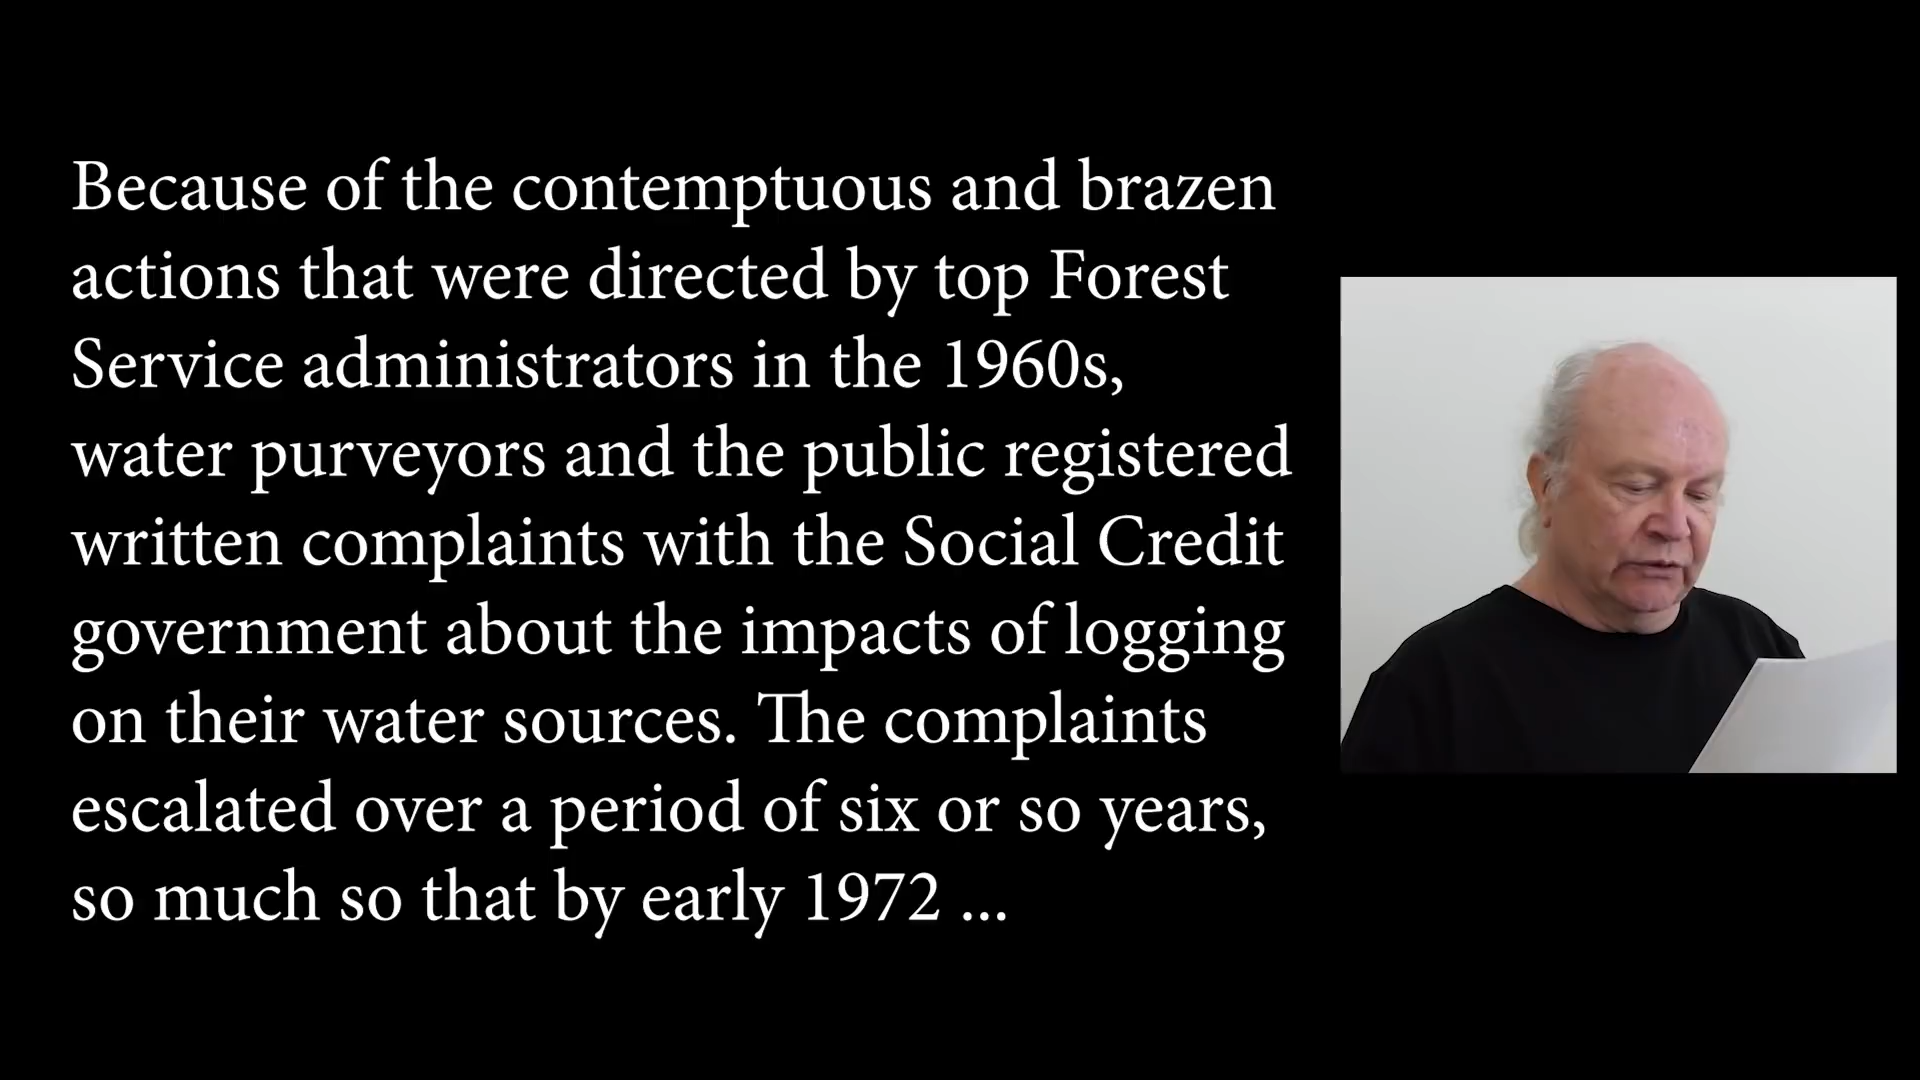 Because of the contemptuous and brazen
actions that were directed by top Forest
Service administrators in the 1960s,
water purveyors and the public registered
written complaints with the Social Credit
government about the impacts of logging
on their water sources. The complaints
escalated over a period of six or so years,
so much so that by early 1972 ...